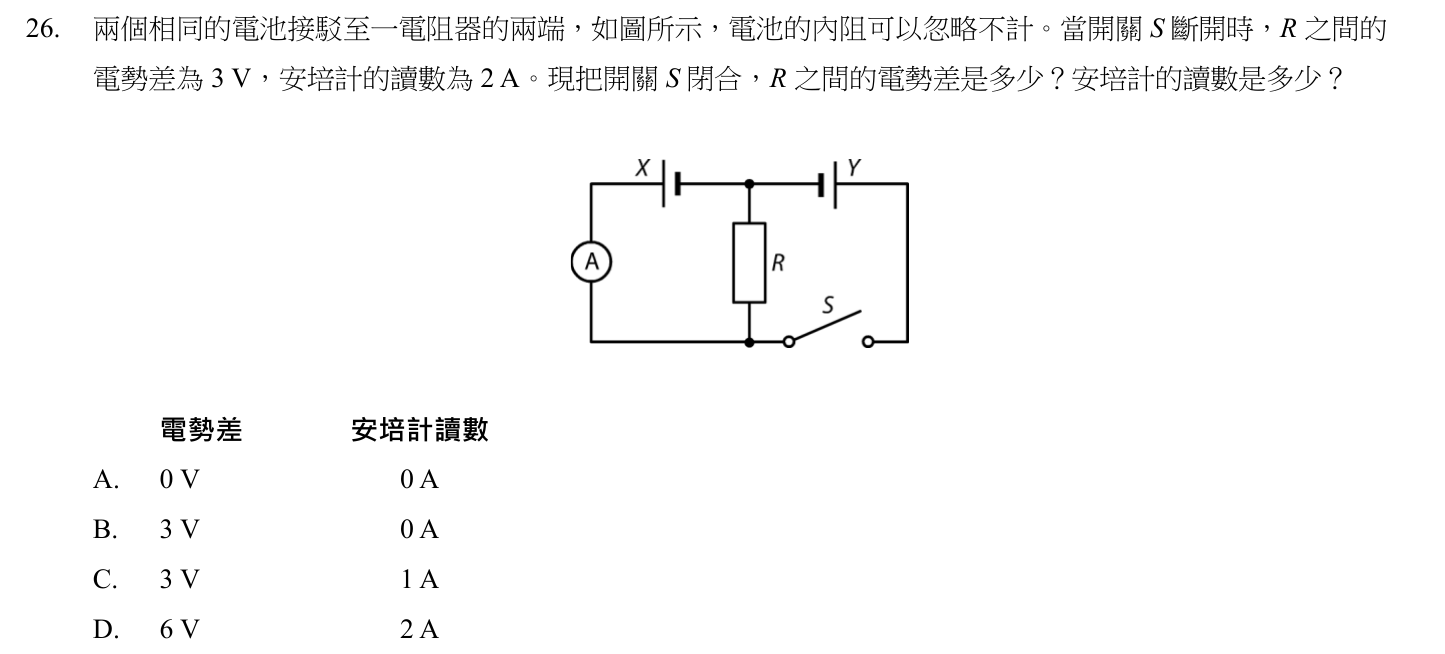 26. 兩個相同的電池接駁至一電阻器的兩端，如圖所示，電池的內阻可以忽略不計。當開關 S 斷開時，R 之間的
電勢差為 3 V，安培計的讀數為 2 A。現把開關 S 閉合，R 之間的電勢差是多少？安培計的讀數是多少？
X
Y
A
R
S
電勢差 安培計讀數
A. 0 V 0 A
B. 3 V 0 A
C. 3 V 1 A
D. 6 V 2 A